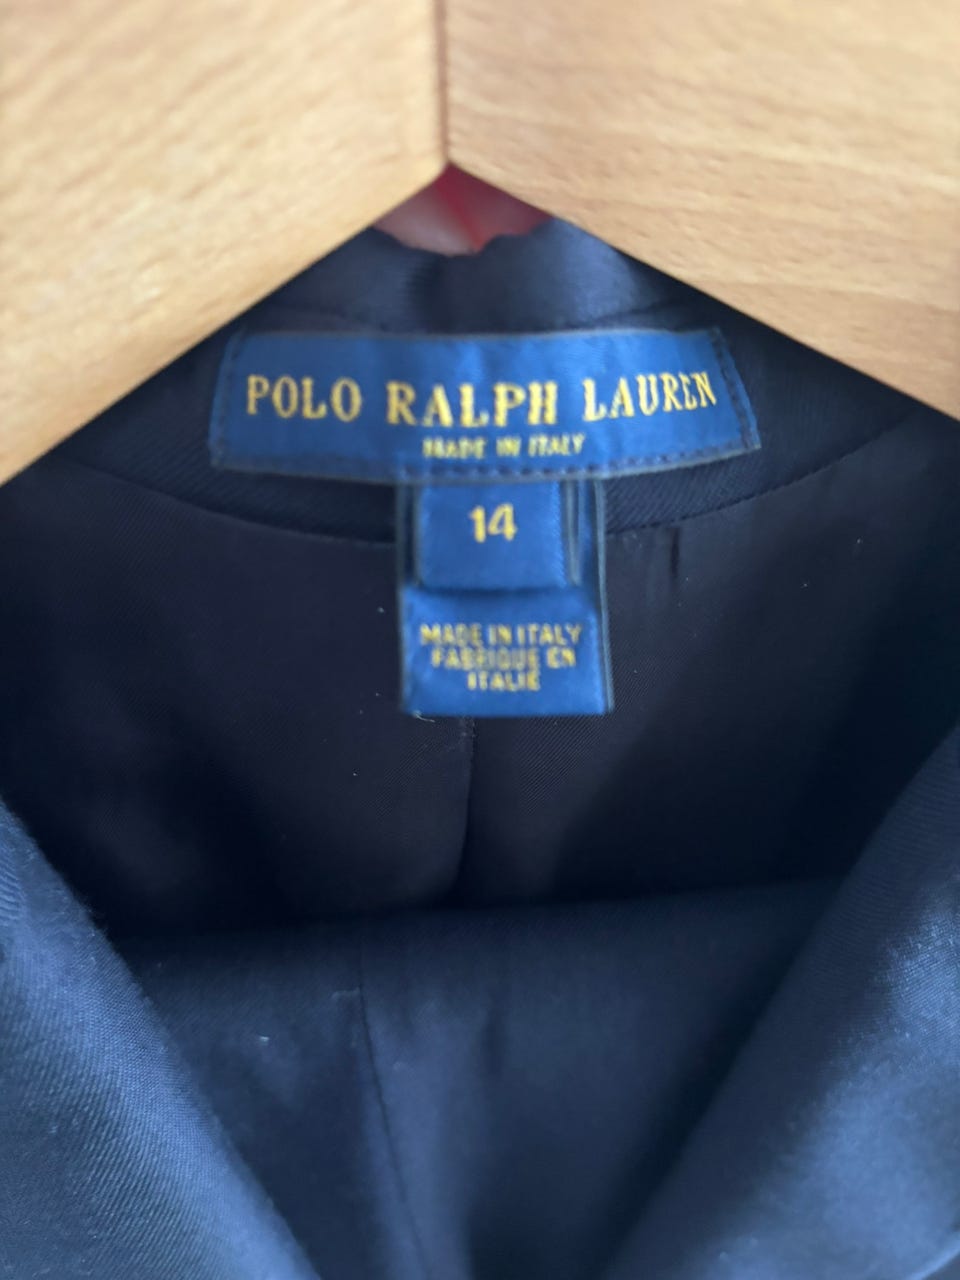 POLO RALPH LAUREN
MADE IN ITALY
14
MADE IN ITALY
FABRIQUE EN
ITALIE